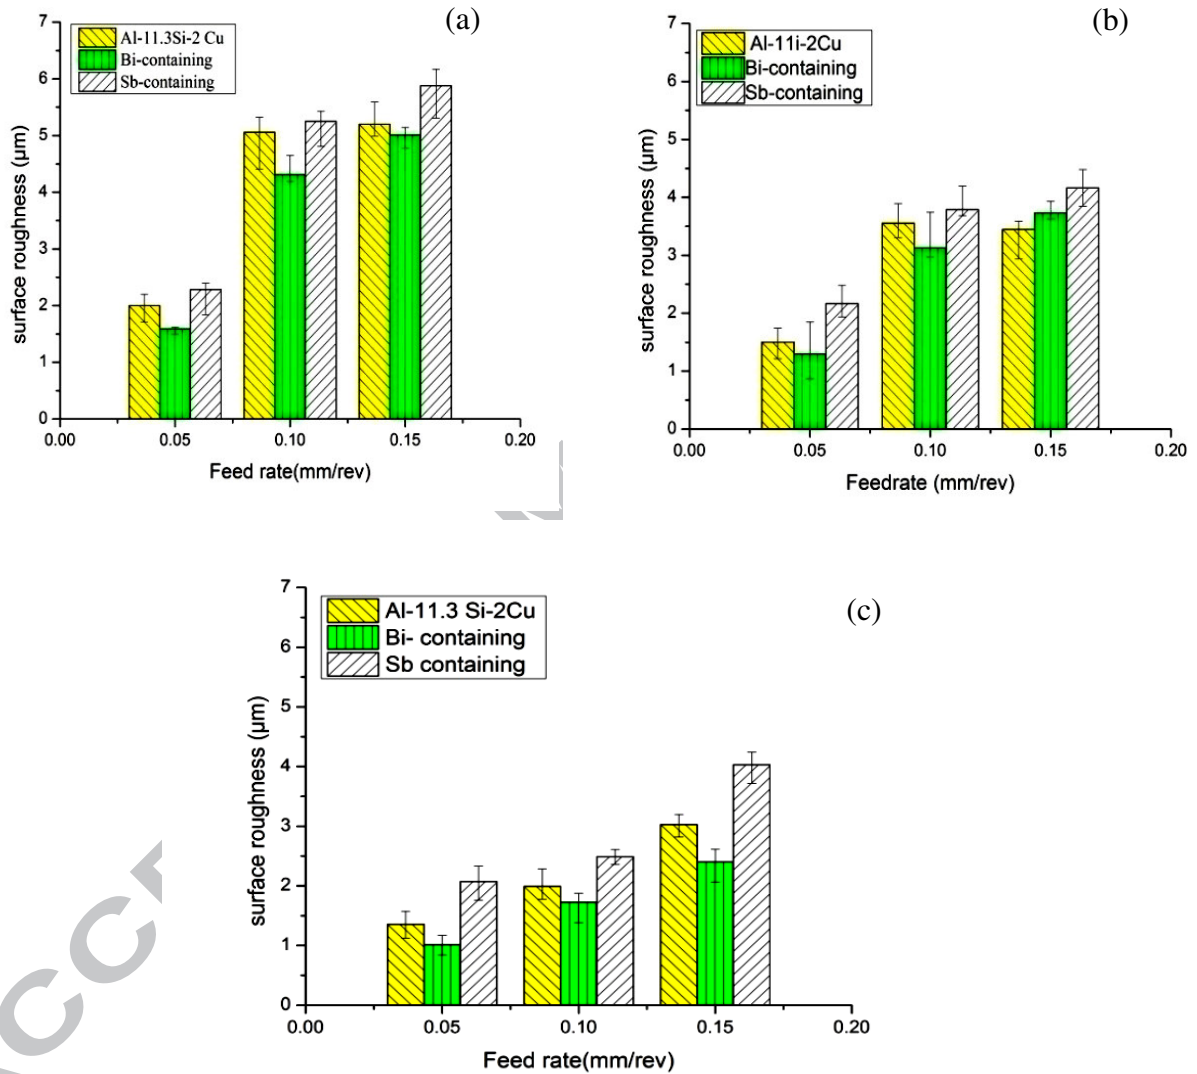 (a)
7
6
5
4
3
2
1
0
surface roughness (μm)
Al-11.3Si-2 Cu
Bi-containing
Sb-containing
0.00 0.05 0.10 0.15 0.20
Feed rate(mm/rev)
(b)
7
6
5
4
3
2
1
0
surface roughness (μm)
Al-11i-2Cu
Bi-containing
Sb-containing
0.00 0.05 0.10 0.15 0.20
Feedrate (mm/rev)
(c)
7
6
5
4
3
2
1
0
surface roughness (μm)
Al-11.3 Si-2Cu
Bi- containing
Sb containing
0.00 0.05 0.10 0.15 0.20
Feed rate(mm/rev)